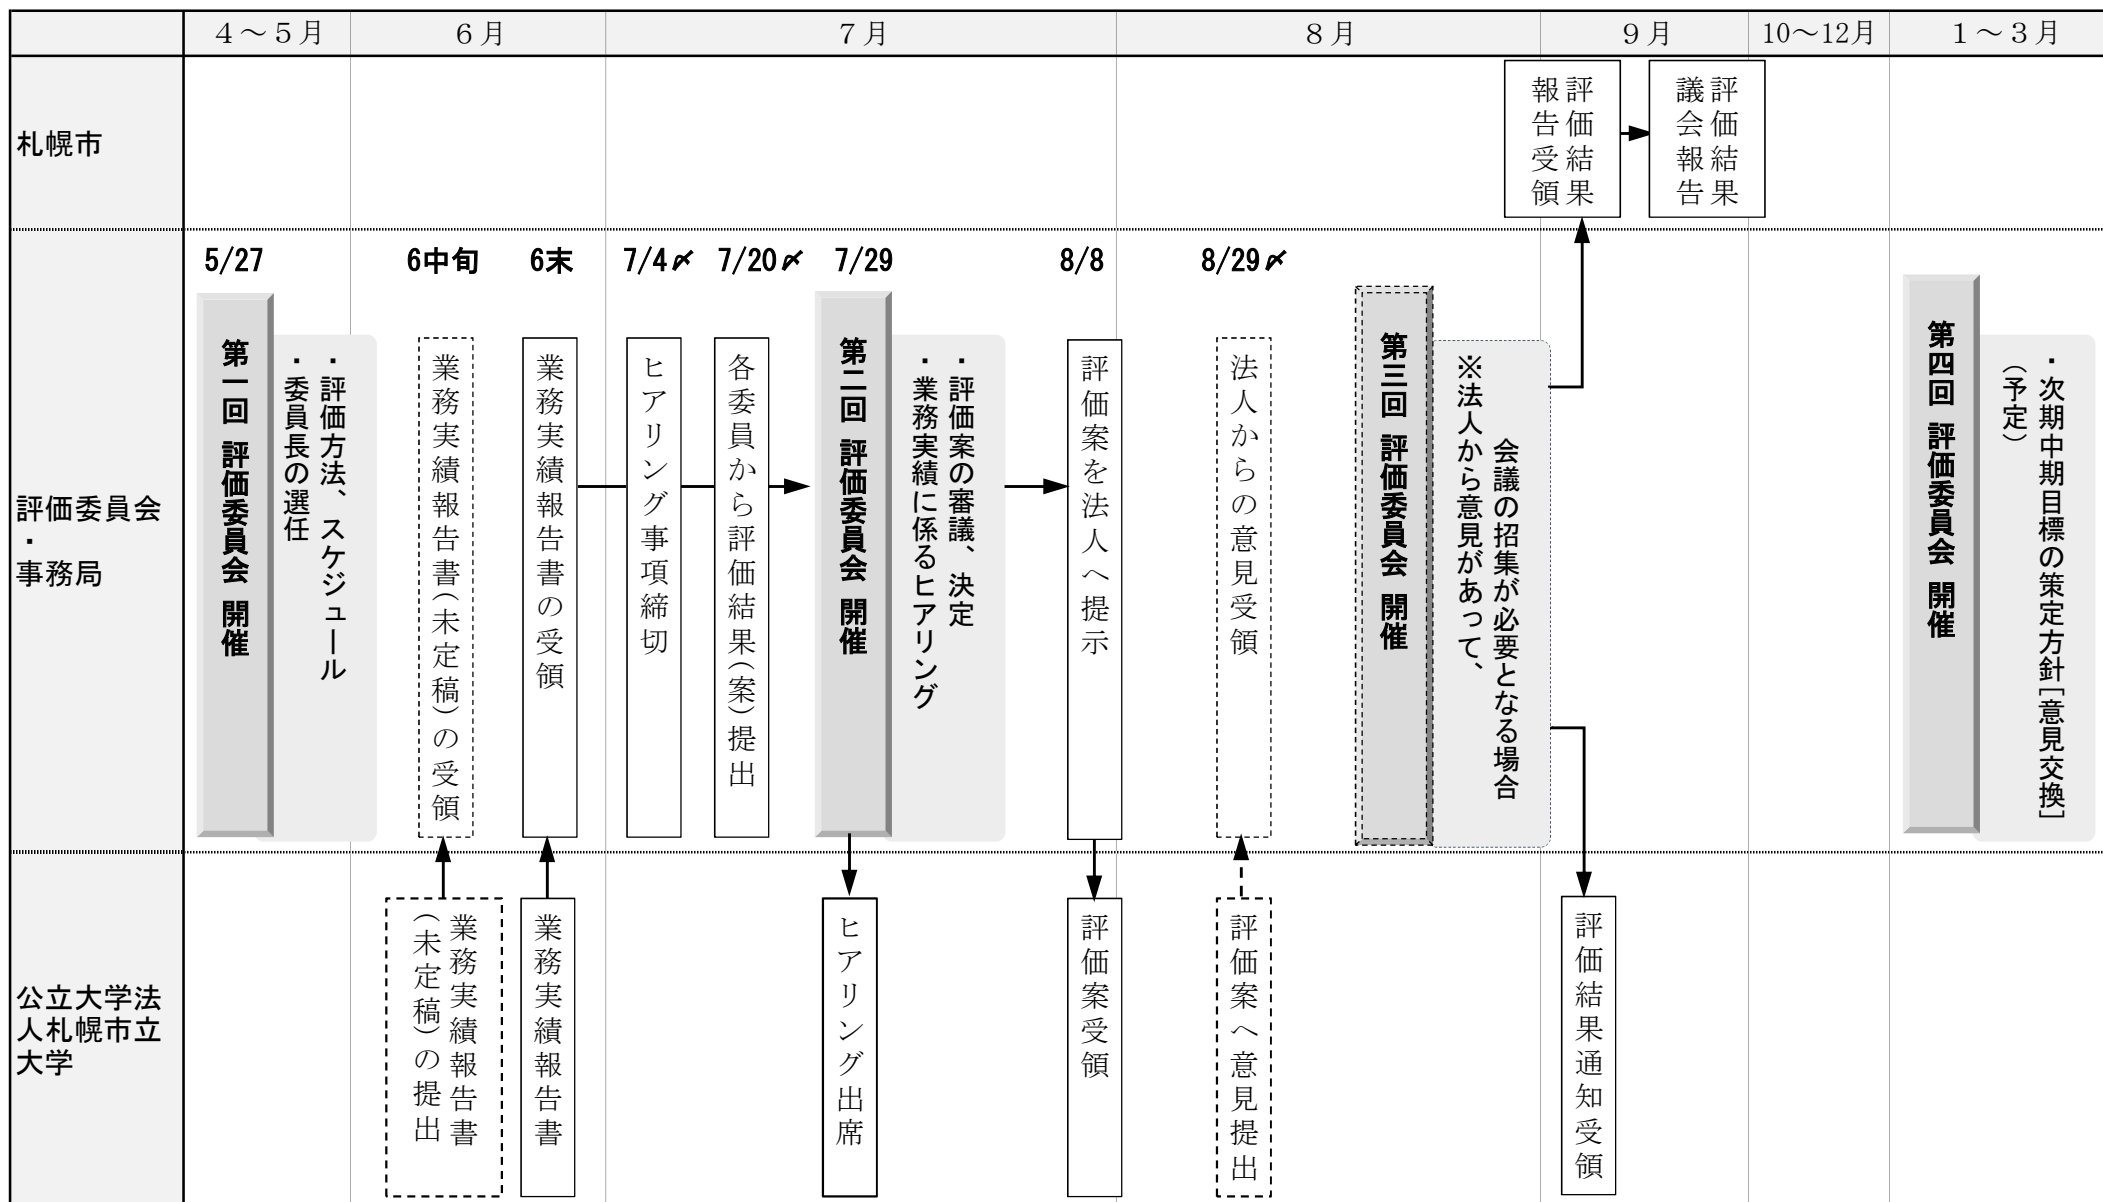 ４～５月
６月
７月
８月
９月
10～12月
１～３月
札幌市
評価結果
報告受領
評価結果
議会報告
評価委員会
・
事務局
5/27
6中旬
6末
7/4〆
7/20〆
7/29
8/8
8/29〆
第一回 評価委員会 開催
・評価方法、スケジュール
・委員長の選任
業務実績報告書(未定稿)の受領
業務実績報告書の受領
ヒアリング事項締切
各委員から評価結果(案)提出
第二回 評価委員会 開催
・評価案の審議、決定
・業務実績に係るヒアリング
評価案を法人へ提示
法人からの意見受領
第三回 評価委員会 開催
※法人から意見があって、
会議の招集が必要となる場合
第四回 評価委員会 開催
・次期中期目標の策定方針[意見交換]
(予定)
公立大学法
人札幌市立
大学
業務実績報告書
(未定稿)の提出
業務実績報告書
ヒアリング出席
評価案受領
評価案へ意見提出
評価結果通知受領